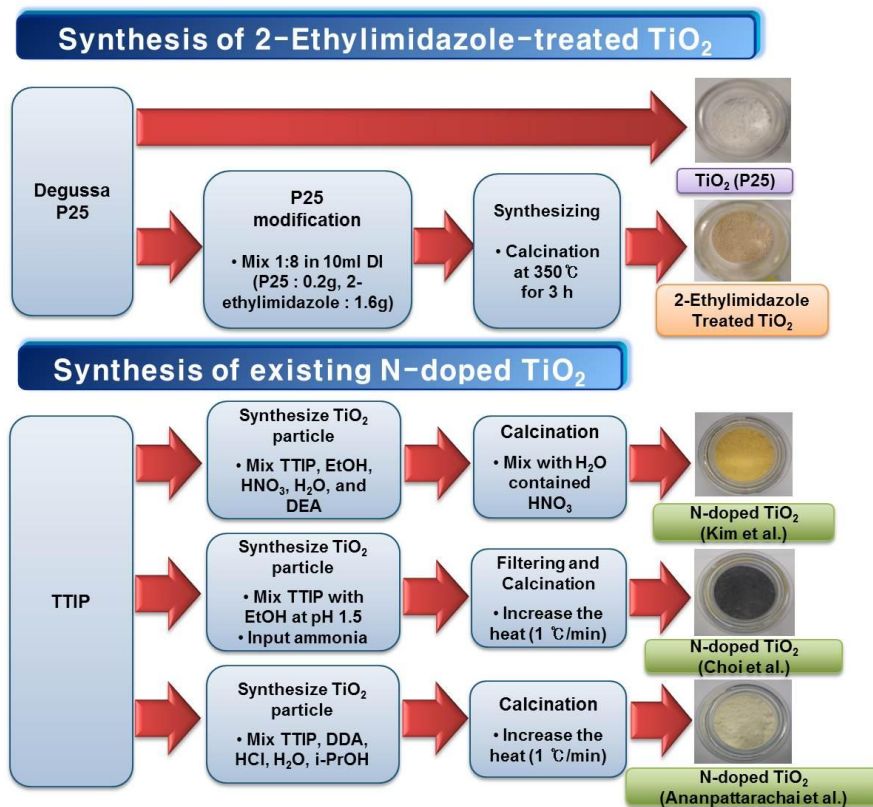 Synthesis of 2-Ethylimidazole-treated TiO₂
Degussa
P25
P25
modification
• Mix 1:8 in 10ml DI
(P25 : 0.2g, 2-
ethylimidazole : 1.6g)
Synthesizing
• Calcination
at 350℃
for 3 h
TiO₂ (P25)
2-Ethylimidazole
Treated TiO₂
Synthesis of existing N-doped TiO₂
TTIP
Synthesize TiO₂
particle
• Mix TTIP, EtOH,
HNO₃, H₂O, and
DEA
Calcination
• Mix with H₂O
contained
HNO₃
N-doped TiO₂
(Kim et al.)
Synthesize TiO₂
particle
• Mix TTIP with
EtOH at pH 1.5
• Input ammonia
Filtering and
Calcination
• Increase the
heat (1 ℃/min)
N-doped TiO₂
(Choi et al.)
Synthesize TiO₂
particle
• Mix TTIP, DDA,
HCl, H₂O, i-PrOH
Calcination
• Increase the
heat (1 ℃/min)
N-doped TiO₂
(Ananpattarachai et al.)